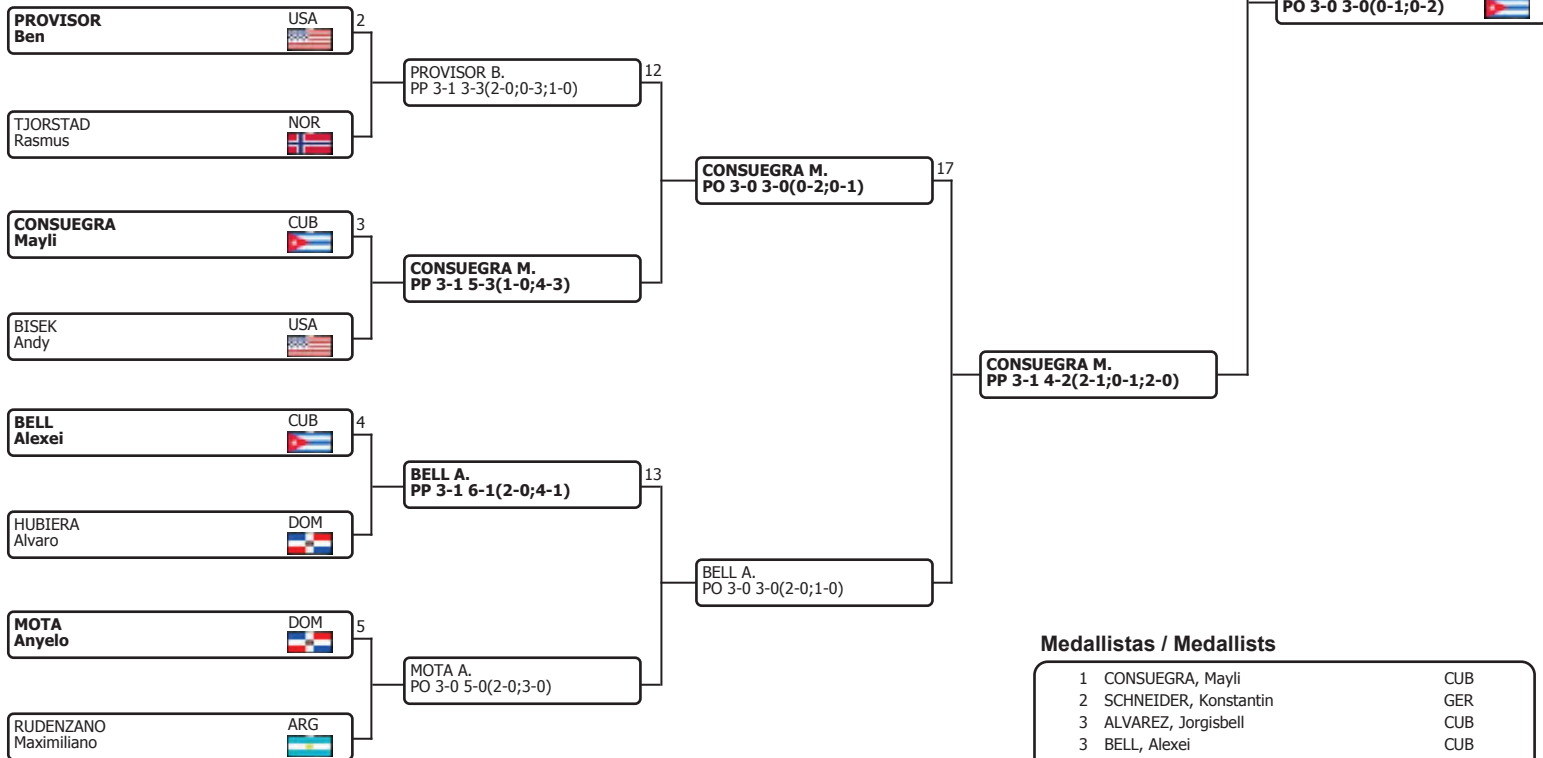 PO 3-0 3-0(0-1;0-2)
PROVISOR USA 2
Ben
PROVISOR B. 12
PP 3-1 3-3(2-0;0-3;1-0)
TJORSTAD NOR
Rasmus
CONSUEGRA M. 17
PO 3-0 3-0(0-2;0-1)
CONSUEGRA CUB 3
Mayli
CONSUEGRA M.
PP 3-1 5-3(1-0;4-3)
BISEK USA
Andy
CONSUEGRA M.
PP 3-1 4-2(2-1;0-1;2-0)
BELL CUB 4
Alexei
BELL A. 13
PP 3-1 6-1(2-0;4-1)
HUBIERA DOM
Alvaro
BELL A.
PO 3-0 3-0(2-0;1-0)
MOTA DOM 5
Anyelo
MOTA A.
PO 3-0 5-0(2-0;3-0)
RUDENZANO ARG
Maximiliano
Medallistas / Medallists
1 CONSUEGRA, Mayli CUB
2 SCHNEIDER, Konstantin GER
3 ALVAREZ, Jorgisbell CUB
3 BELL, Alexei CUB